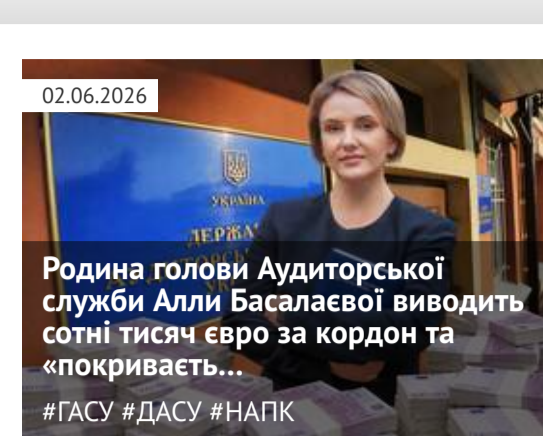 02.06.2026
УКРАЇНА
Родина голови Аудиторської
служби Алли Басалаєвої виводить
сотні тисяч євро за кордон та
«покриваєть...
#ГАСУ #ДАСУ #НАПК